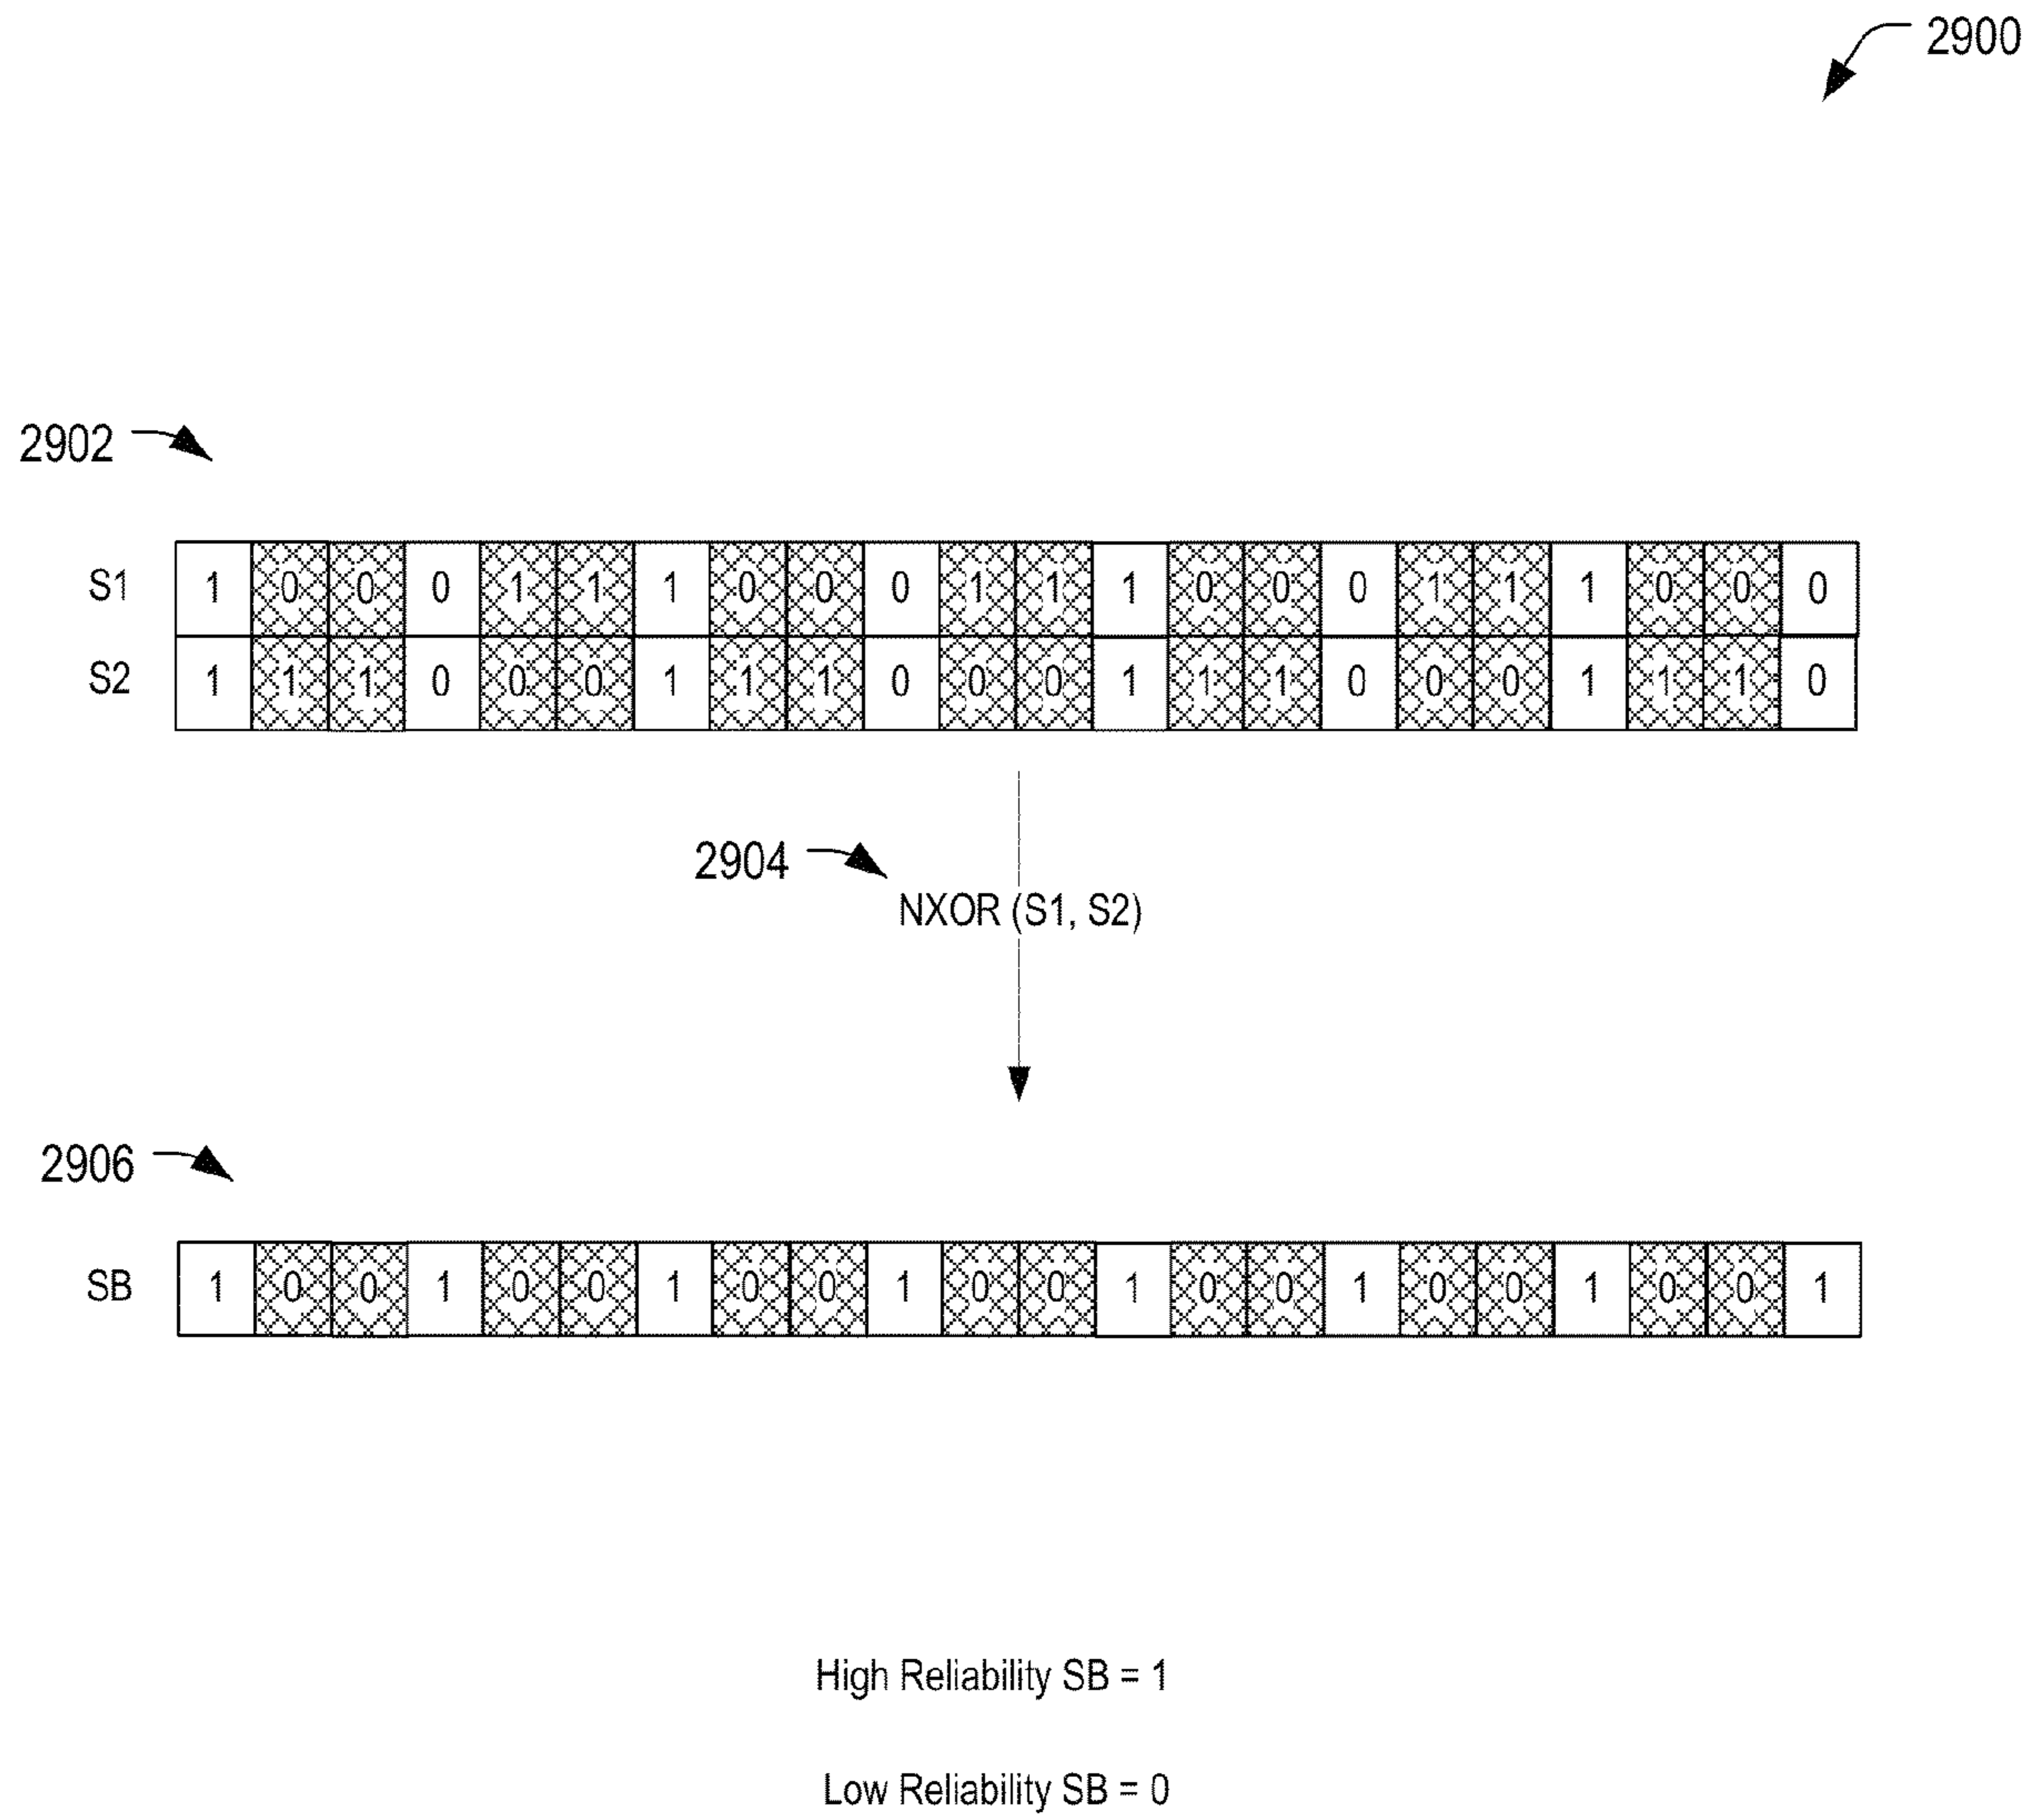 2900
2902
S1 1 0 0 0 1 1 1 0 0 0 1 1 1 0 0 0 1 1 1 0 0 0
S2 1 1 1 0 0 0 1 1 1 0 0 0 1 1 1 0 0 0 1 1 1 0
2904
NXOR (S1, S2)
2906
SB 1 0 0 1 0 0 1 0 0 1 0 0 1 0 0 1 0 0 1 0 0 1
High Reliability SB = 1
Low Reliability SB = 0